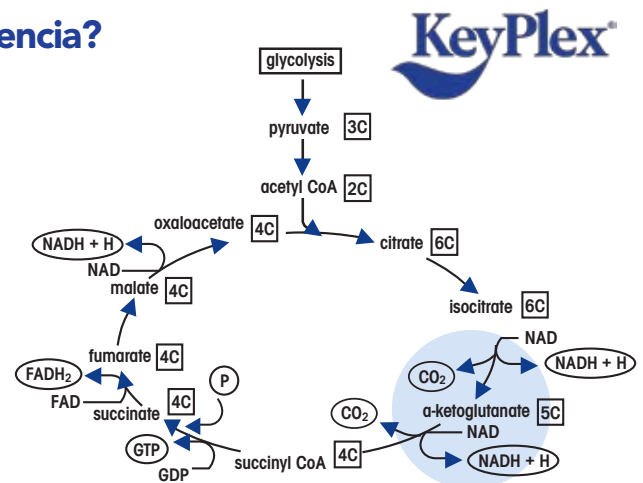 encia?
KeyPlex®
glycolysis
pyruvate 3C
acetyl CoA 2C
oxaloacetate 4C
citrate 6C
NADH + H
NAD
malate 4C
isocitrate 6C
NAD
NADH + H
CO₂
fumarate 4C
FADH₂
FAD
succinate 4C
P
CO₂
α-ketoglutanate 5C
NAD
NADH + H
GTP
GDP
succinyl CoA 4C